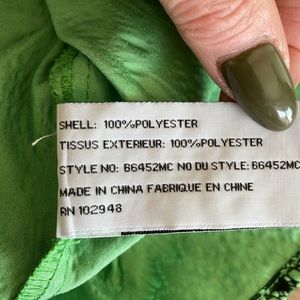 SHELL: 100%POLYESTER
TISSUS EXTERIEUR: 100%POLYESTER
STYLE NO: B6452MC NO DU STYLE: B6452MC
MADE IN CHINA FABRIQUE EN CHINE
RN 102948